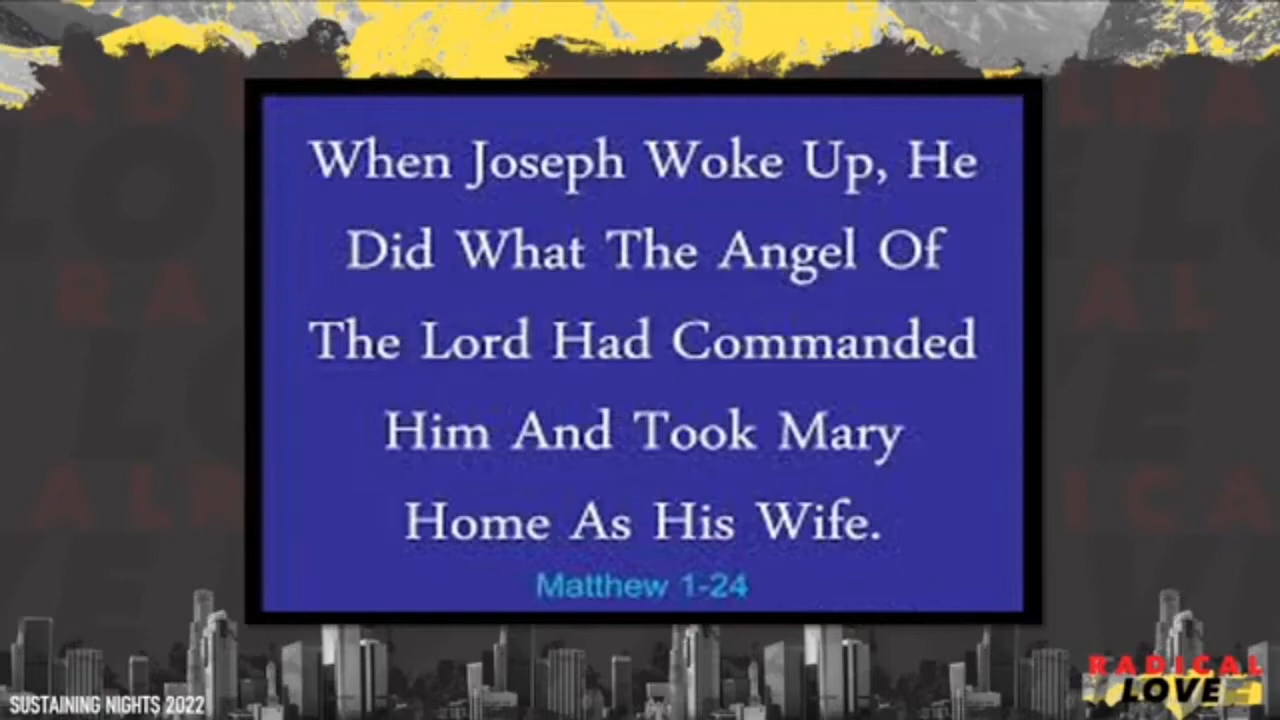 When Joseph Woke Up, He
Did What The Angel Of
The Lord Had Commanded
Him And Took Mary
Home As His Wife.
Matthew 1-24
SUSTAINING NIGHTS 2022
RADICAL
LOVE